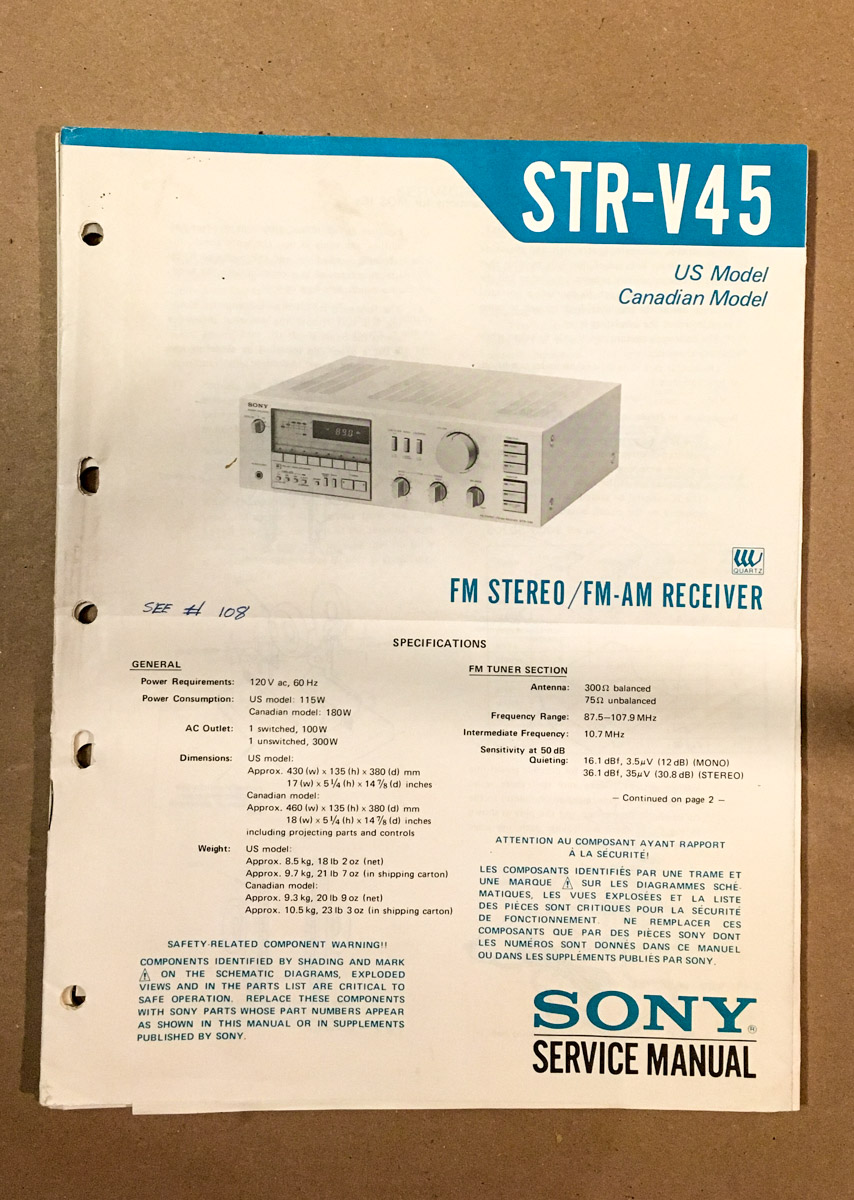 STR-V45
US Model
Canadian Model
SONY
890
QUARTZ
FM STEREO/FM-AM RECEIVER
SEE # 108
SPECIFICATIONS
GENERAL
Power Requirements: 120 V ac, 60 Hz
Power Consumption: US model: 115W
Canadian model: 180W
AC Outlet: 1 switched, 100W
1 unswitched, 300W
Dimensions: US model:
Approx. 430 (w) x 135 (h) x 380 (d) mm
17 (w) x 5 1/4 (h) x 14 7/8 (d) inches
Canadian model:
Approx. 460 (w) x 135 (h) x 380 (d) mm
18 (w) x 5 1/4 (h) x 14 7/8 (d) inches
including projecting parts and controls
Weight: US model:
Approx. 8.5 kg, 18 lb 2 oz (net)
Approx. 9.7 kg, 21 lb 7 oz (in shipping carton)
Canadian model:
Approx. 9.3 kg, 20 lb 9 oz (net)
Approx. 10.5 kg, 23 lb 3 oz (in shipping carton)
SAFETY-RELATED COMPONENT WARNING!!
COMPONENTS IDENTIFIED BY SHADING AND MARK
⚠ ON THE SCHEMATIC DIAGRAMS, EXPLODED
VIEWS AND IN THE PARTS LIST ARE CRITICAL TO
SAFE OPERATION. REPLACE THESE COMPONENTS
WITH SONY PARTS WHOSE PART NUMBERS APPEAR
AS SHOWN IN THIS MANUAL OR IN SUPPLEMENTS
PUBLISHED BY SONY.
FM TUNER SECTION
Antenna: 300Ω balanced
75Ω unbalanced
Frequency Range: 87.5–107.9 MHz
Intermediate Frequency: 10.7 MHz
Sensitivity at 50 dB
Quieting: 16.1 dBf, 3.5µV (12 dB) (MONO)
36.1 dBf, 35µV (30.8 dB) (STEREO)
— Continued on page 2 —
ATTENTION AU COMPOSANT AYANT RAPPORT
À LA SÉCURITÉ!
LES COMPOSANTS IDENTIFIÉS PAR UNE TRAME ET
UNE MARQUE ⚠ SUR LES DIAGRAMMES SCHÉ-
MATIQUES, LES VUES EXPLOSÉES ET LA LISTE
DES PIÈCES SONT CRITIQUES POUR LA SÉCURITÉ
DE FONCTIONNEMENT. NE REMPLACER CES
COMPOSANTS QUE PAR DES PIÈCES SONY DONT
LES NUMÉROS SONT DONNÉS DANS CE MANUEL
OU DANS LES SUPPLÉMENTS PUBLIÉS PAR SONY.
SONY®
SERVICE MANUAL